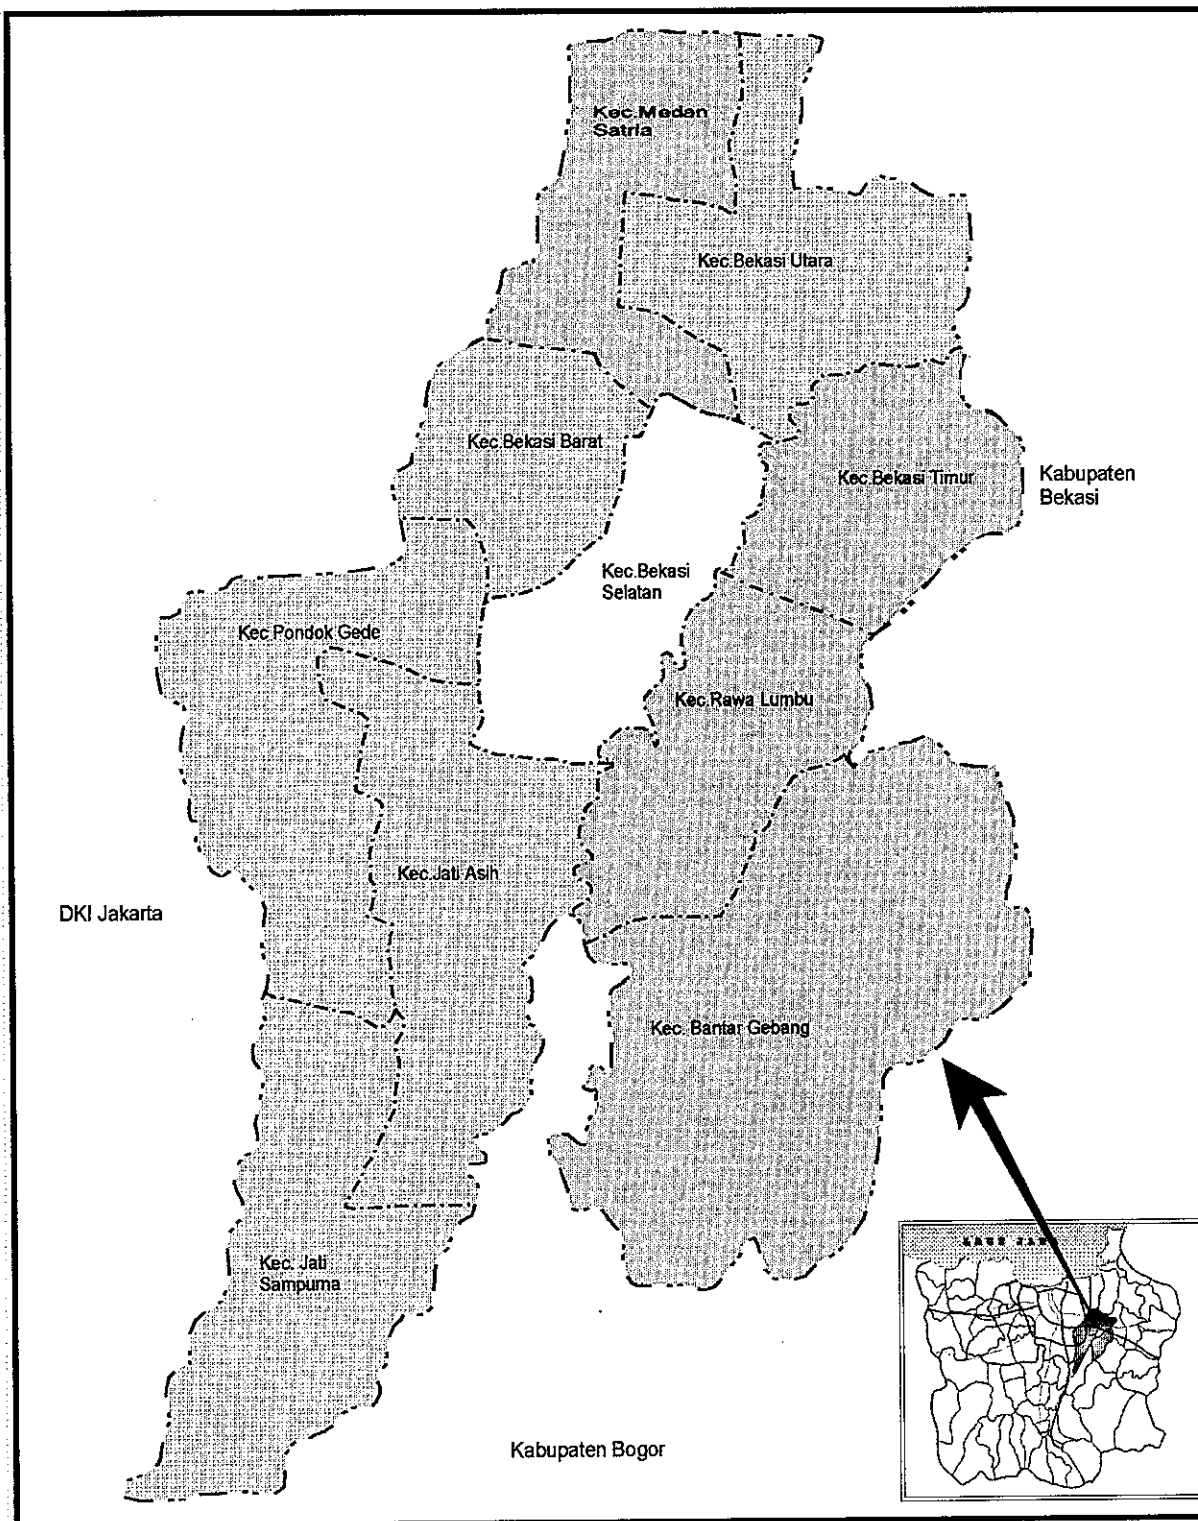 Kec.Medan
Satria
Kec.Bekasi Utara
Kec.Bekasi Barat
Kec.Bekasi Timur
Kabupaten
Bekasi
Kec.Bekasi
Selatan
Kec.Pondok Gede
Kec.Rawa Lumbu
Kec.Jati Asih
DKI Jakarta
Kec. Bantar Gebang
Kec. Jati
Sampurna
Kabupaten Bogor